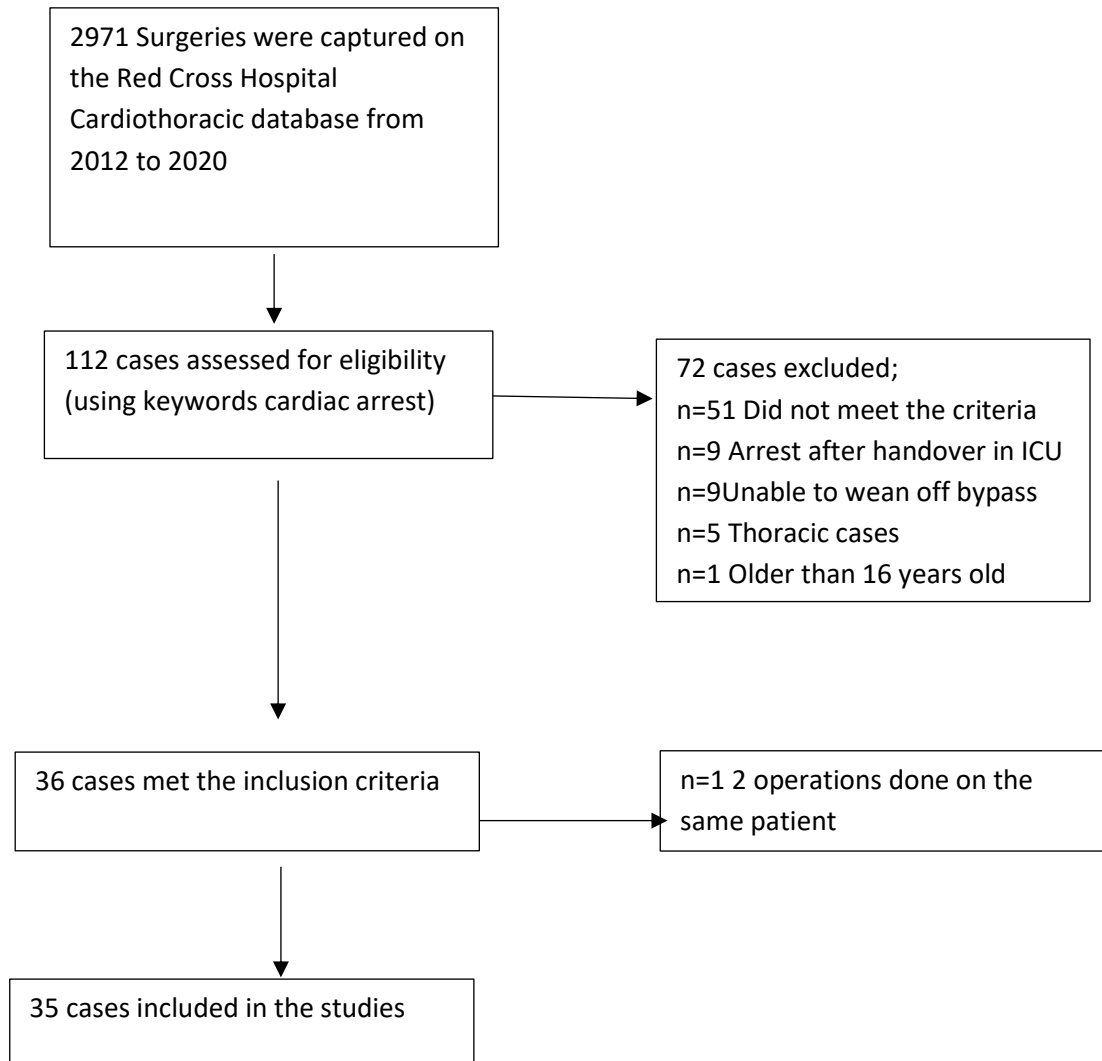 2971 Surgeries were captured on
the Red Cross Hospital
Cardiothoracic database from
2012 to 2020
112 cases assessed for eligibility
(using keywords cardiac arrest)
72 cases excluded;
n=51 Did not meet the criteria
n=9 Arrest after handover in ICU
n=9Unable to wean off bypass
n=5 Thoracic cases
n=1 Older than 16 years old
36 cases met the inclusion criteria
n=1 2 operations done on the
same patient
35 cases included in the studies